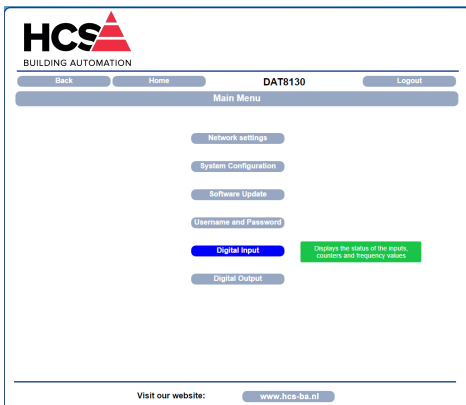 HCS
BUILDING AUTOMATION
Back Home DAT8130 Logout
Main Menu
Network settings
System Configuration
Software Update
Username and Password
Digital Input
Displays the status of the inputs,
counters and frequency values
Digital Output
Visit our website: www.hcs-ba.nl